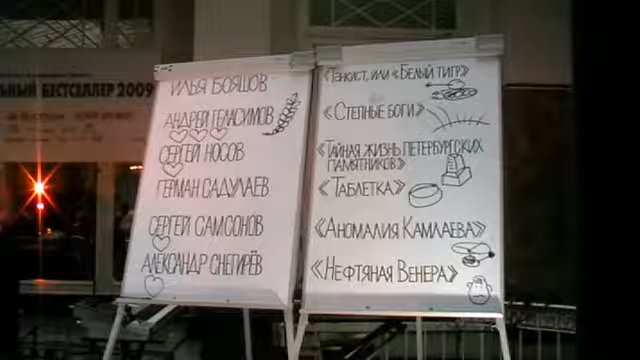 ЬНЫЙ БЕСТСЕЛЛЕР 2009
ИЛЬЯ БОЯШОВ
АНДРЕЙ ГЕЛАСИМОВ
СЕРГЕЙ НОСОВ
ГЕРМАН САДУЛАЕВ
СЕРГЕЙ САМСОНОВ
АЛЕКСАНДР СНЕГИРЁВ
«ТАНКИСТ, ИЛИ «БЕЛЫЙ ТИГР»
«СТЕПНЫЕ БОГИ»
«ТАЙНАЯ ЖИЗНЬ ПЕТЕРБУРГСКИХ
ПАМЯТНИКОВ»
«ТАБЛЕТКА»
«АНОМАЛИЯ КАМЛАЕВА»
«НЕФТЯНАЯ ВЕНЕРА»